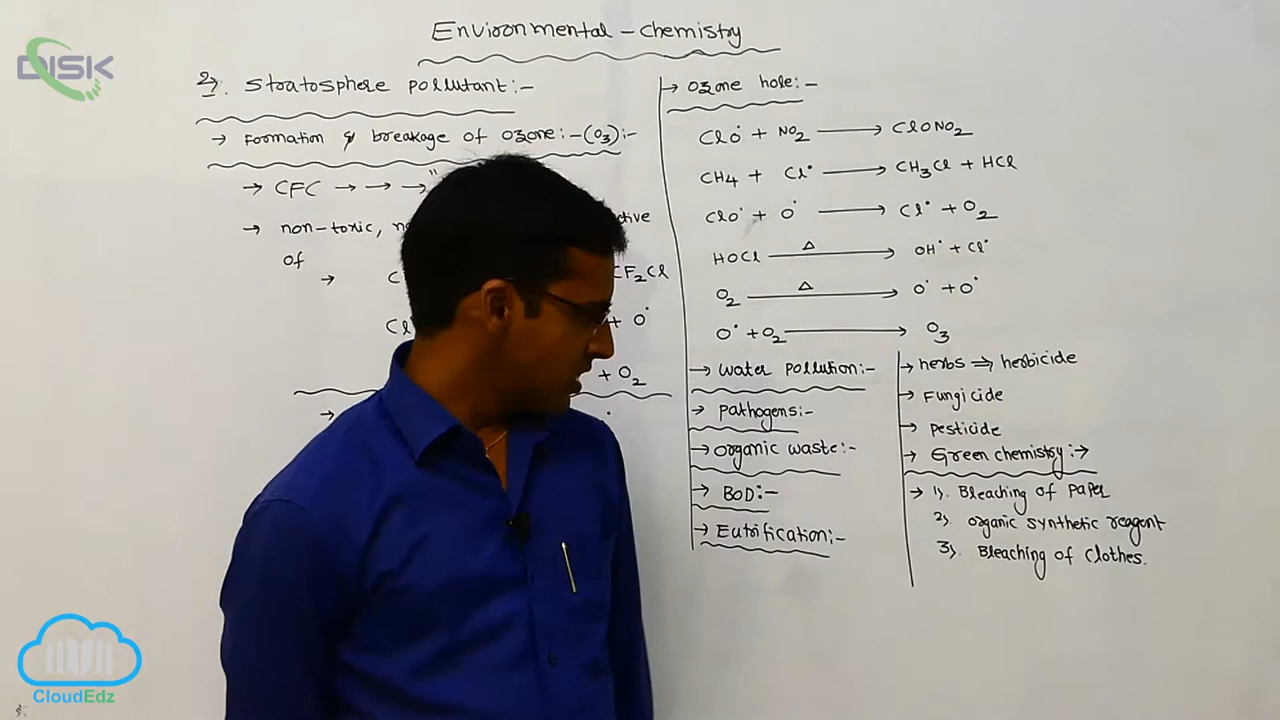 Environmental - chemistry
DISK
2). Stratosphere pollutant:-
→ Formation & breakage of ozone:-(O3):-
→ CFC → → → "
→ non-toxic,
of
→
CF2Cl
+ O˙
+ O2
→
→ Ozone hole:-
ClO˙ + NO2 → ClONO2
CH4 + Cl˙ → CH3Cl + HCl
ClO˙ + O˙ → Cl˙ + O2
HOCl —Δ→ OH˙ + Cl˙
O2 —Δ→ O˙ + O˙
O˙ + O2 → O3
→ Water pollution:-
→ Pathogens:-
→ Organic waste:-
→ BOD:-
→ Eutrification:-
→ herbs ⇒ herbicide
→ Fungicide
→ Pesticide
→ Green chemistry:→
→ 1). Bleaching of Paper
2). Organic synthetic reagent
3). Bleaching of clothes.
CloudEdz